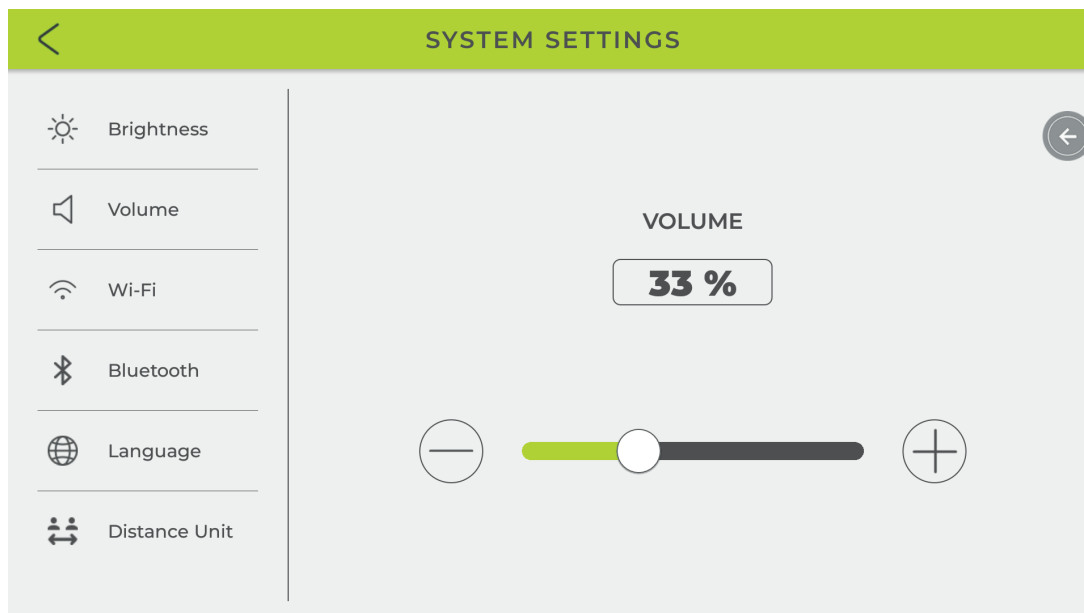 SYSTEM SETTINGS
Brightness
Volume
Wi-Fi
Bluetooth
Language
Distance Unit
VOLUME
33 %